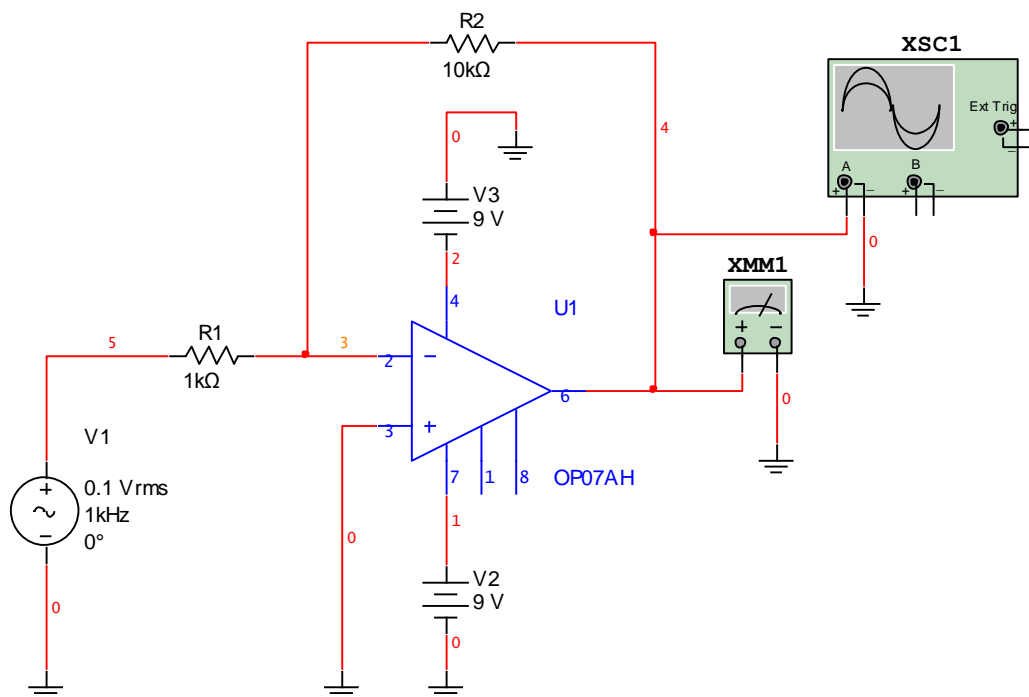 R2
10kΩ
XSC1
Ext Trig
+
−
A
B
+
−
+
−
4
0
0
V3
9 V
2
XMM1
+
−
0
4
U1
5
R1
1kΩ
3
2
−
6
3
+
V1
+
−
0.1 Vrms
1kHz
0°
7
1
8
OP07AH
1
0
0
V2
9 V
0